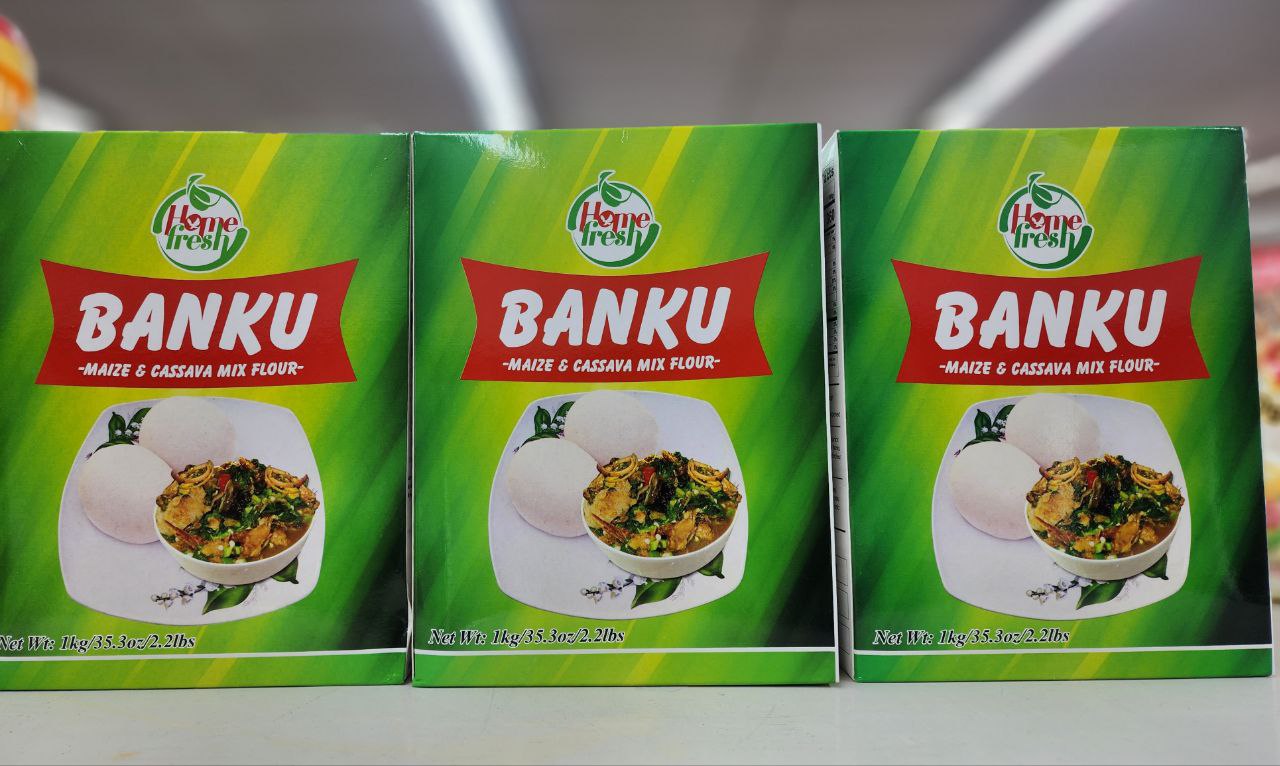 Home
fresh
BANKU
-MAIZE & CASSAVA MIX FLOUR-
Net Wt: 1kg/35.3oz/2.2lbs
Home
fresh
BANKU
-MAIZE & CASSAVA MIX FLOUR-
Net Wt: 1kg/35.3oz/2.2lbs
Home
fresh
BANKU
-MAIZE & CASSAVA MIX FLOUR-
Net Wt: 1kg/35.3oz/2.2lbs